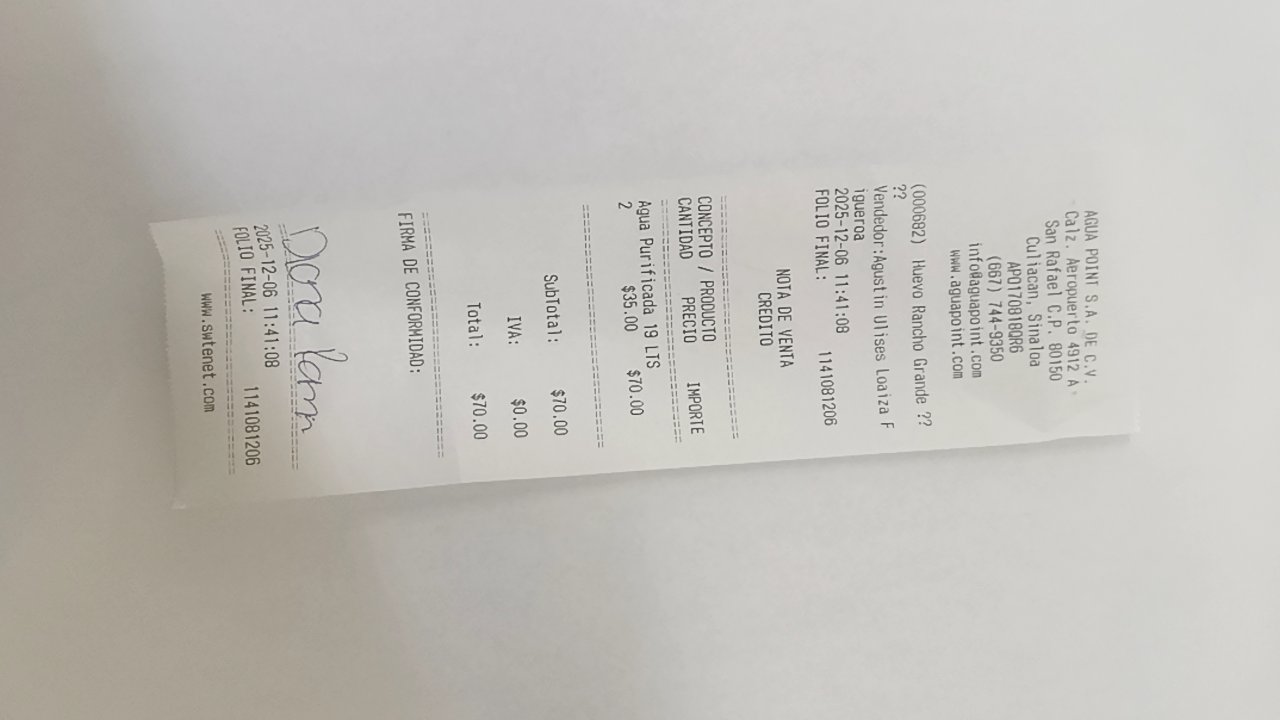 AGUA POINT S.A. DE C.V.
Calz. Aeropuerto 4912 A
San Rafael C.P. 80150
Culiacan, Sinaloa
APO170818QR6
(667) 744-9350
info@aguapoint.com
www.aguapoint.com
(000682) Huevo Rancho Grande ??
??
Vendedor:Agustin Ulises Loaiza F
igueroa
2025-12-06 11:41:08
FOLIO FINAL: 1141081206
NOTA DE VENTA
CREDITO
CONCEPTO / PRODUCTO
CANTIDAD PRECIO IMPORTE
Agua Purificada 19 LTS
2 $35.00 $70.00
SubTotal: $70.00
IVA: $0.00
Total: $70.00
FIRMA DE CONFORMIDAD:
2025-12-06 11:41:08
FOLIO FINAL: 1141081206
www.swtenet.com